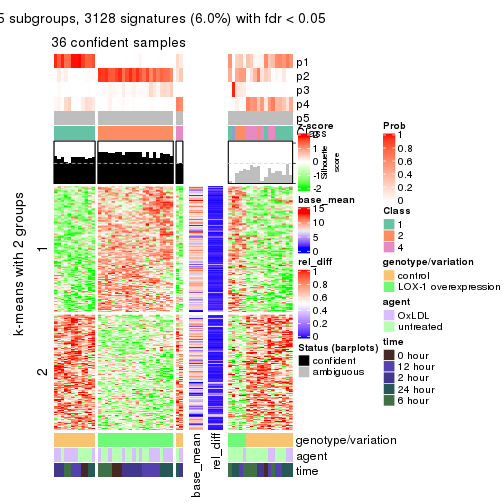 5 subgroups, 3128 signatures (6.0%) with fdr < 0.05
36 confident samples
p1
p2
p3
p4
p5
Class
Silhouette
score
k-means with 2 groups
1
2
z-score
2
1
0
-1
-2
base_mean
15
10
5
0
rel_diff
1
0.8
0.6
0.4
0.2
0
Status (barplots)
confident
ambiguous
Prob
1
0.8
0.6
0.4
0.2
0
Class
1
2
4
genotype/variation
control
LOX-1 overexpression
agent
OxLDL
untreated
time
0 hour
12 hour
2 hour
24 hour
6 hour
genotype/variation
agent
time
base_mean
rel_diff